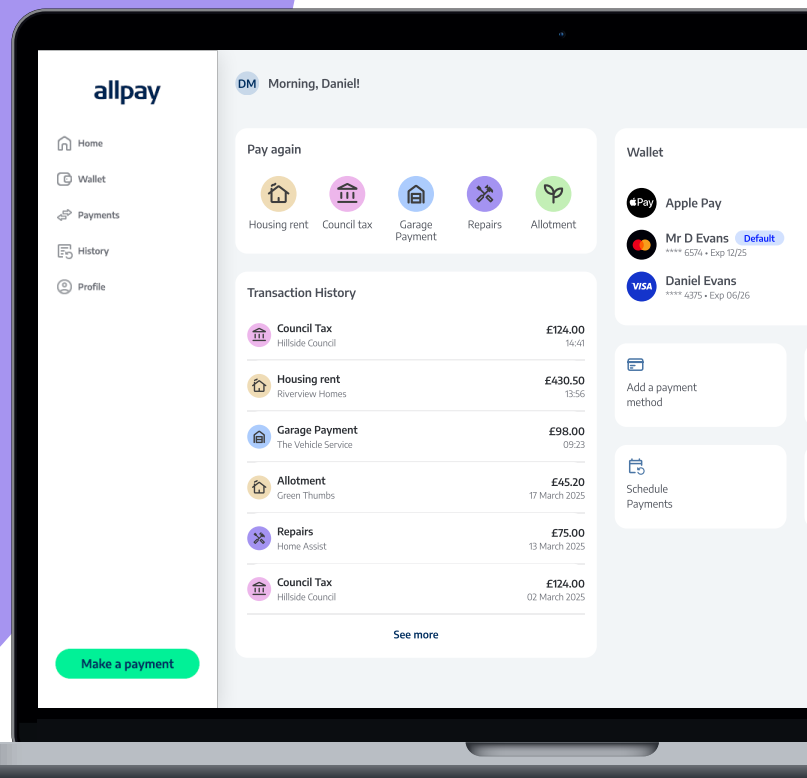 allpay
Home
Wallet
Payments
History
Profile
Make a payment
DM Morning, Daniel!
Pay again
Housing rent
Council tax
Garage
Payment
Repairs
Allotment
Transaction History
Council Tax £124.00
Hillside Council 14:41
Housing rent £430.50
Riverview Homes 13:56
Garage Payment £98.00
The Vehicle Service 09:23
Allotment £45.20
Green Thumbs 17 March 2025
Repairs £75.00
Home Assist 13 March 2025
Council Tax £124.00
Hillside Council 02 March 2025
See more
Wallet
Pay Apple Pay
Mr D Evans Default
**** 6574 • Exp 12/25
VISA Daniel Evans
**** 4375 • Exp 06/26
Add a payment
method
Schedule
Payments